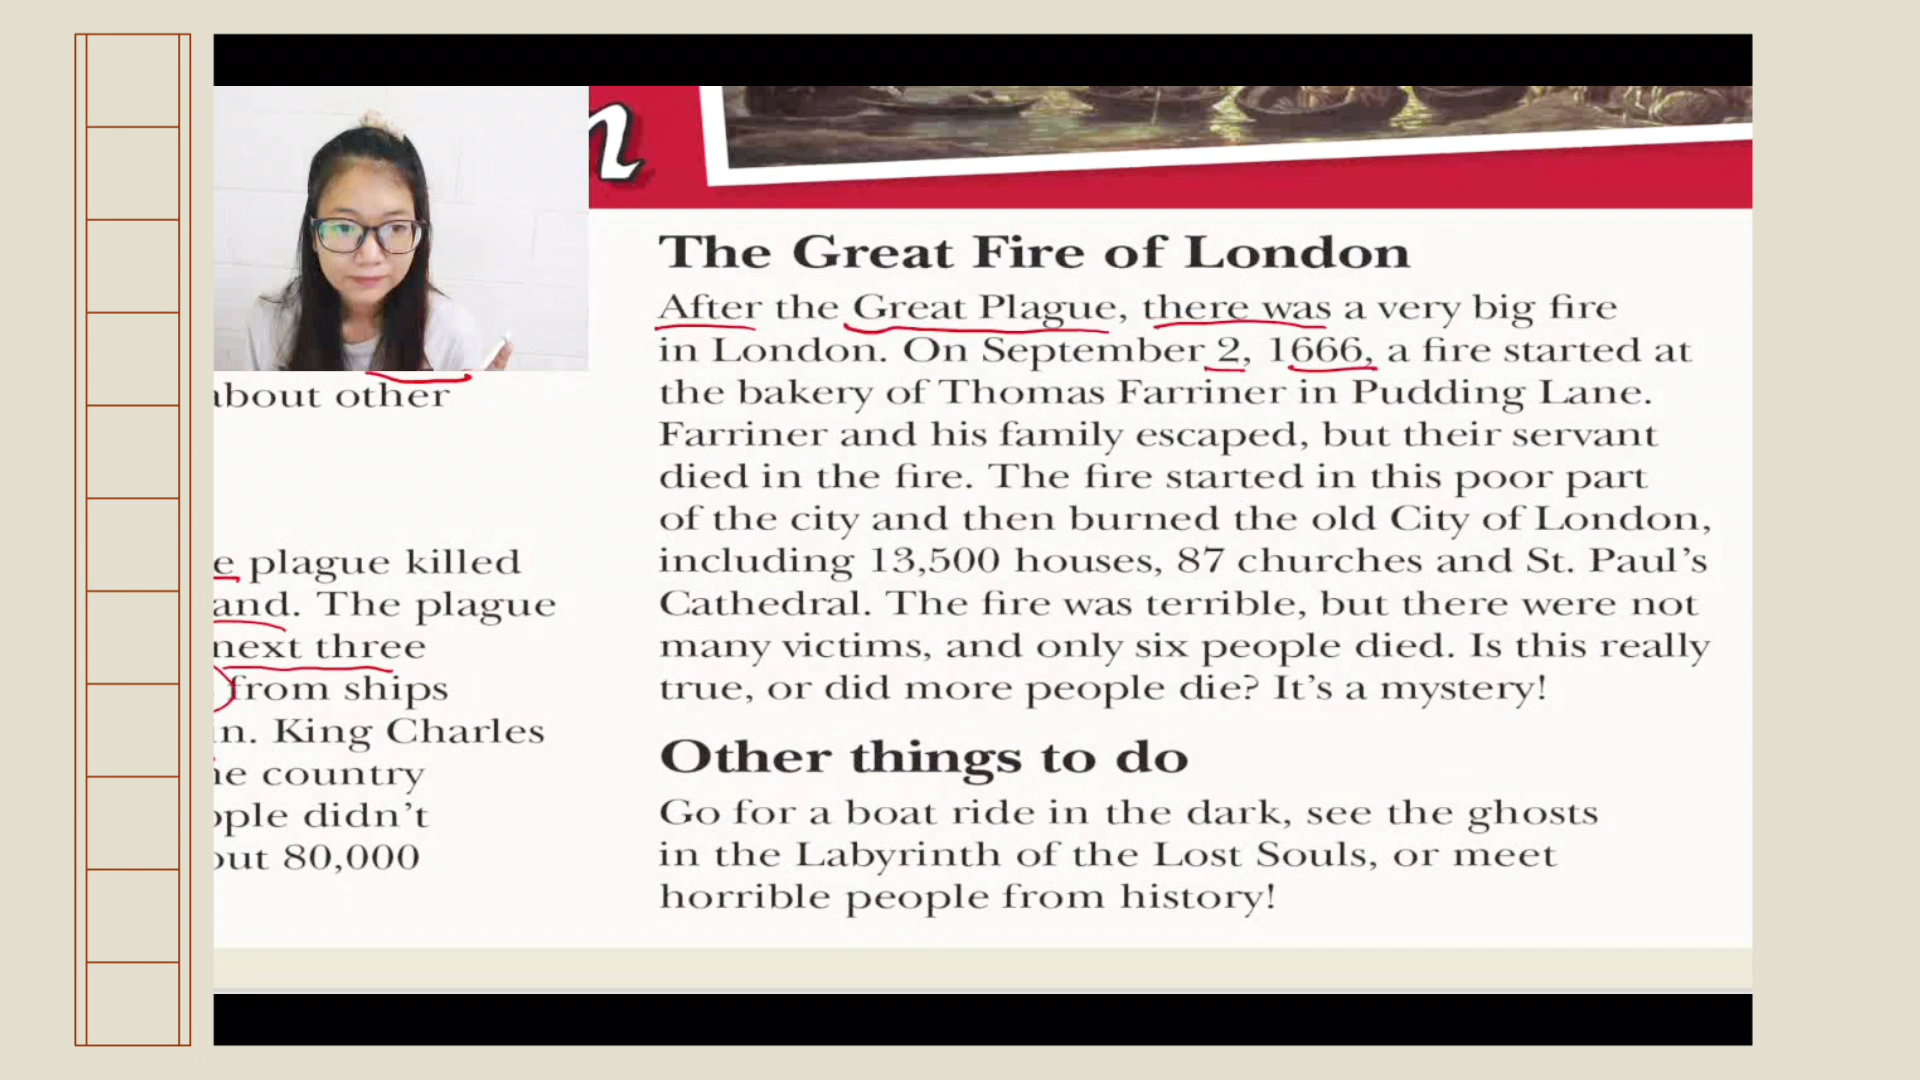 n
about other
plague killed
and. The plague
next three
from ships
in. King Charles
country
didn't
80,000
The Great Fire of London
After the Great Plague, there was a very big fire
in London. On September 2, 1666, a fire started at
the bakery of Thomas Farriner in Pudding Lane.
Farriner and his family escaped, but their servant
died in the fire. The fire started in this poor part
of the city and then burned the old City of London,
including 13,500 houses, 87 churches and St. Paul's
Cathedral. The fire was terrible, but there were not
many victims, and only six people died. Is this really
true, or did more people die? It's a mystery!
Other things to do
Go for a boat ride in the dark, see the ghosts
in the Labyrinth of the Lost Souls, or meet
horrible people from history!